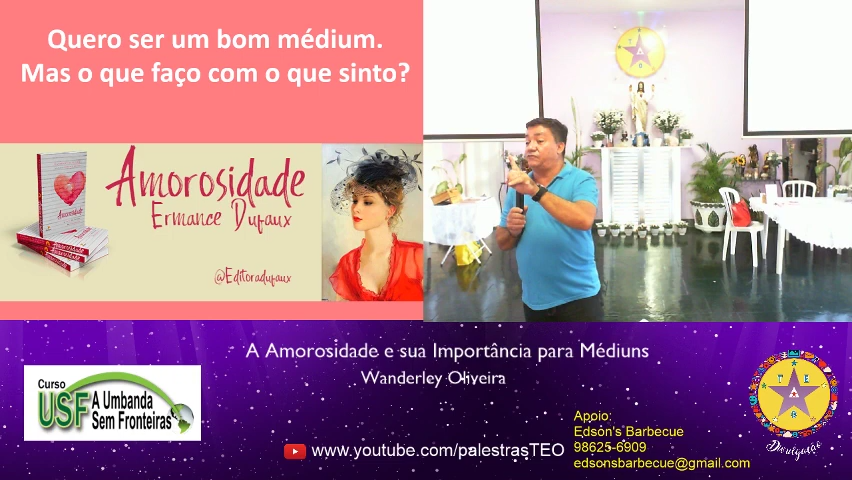 Quero ser um bom médium.
Mas o que faço com o que sinto?
Amorosidade
Ermance Dufaux
@Editoradufaux
Amorosidade
A Amorosidade e sua Importância para Médiuns
Wanderley Oliveira
Curso
USF
A Umbanda
Sem Fronteiras
www.youtube.com/palestrasTEO
Apoio:
Edson's Barbecue
98625-6909
edsonsbarbecue@gmail.com
Divulgação